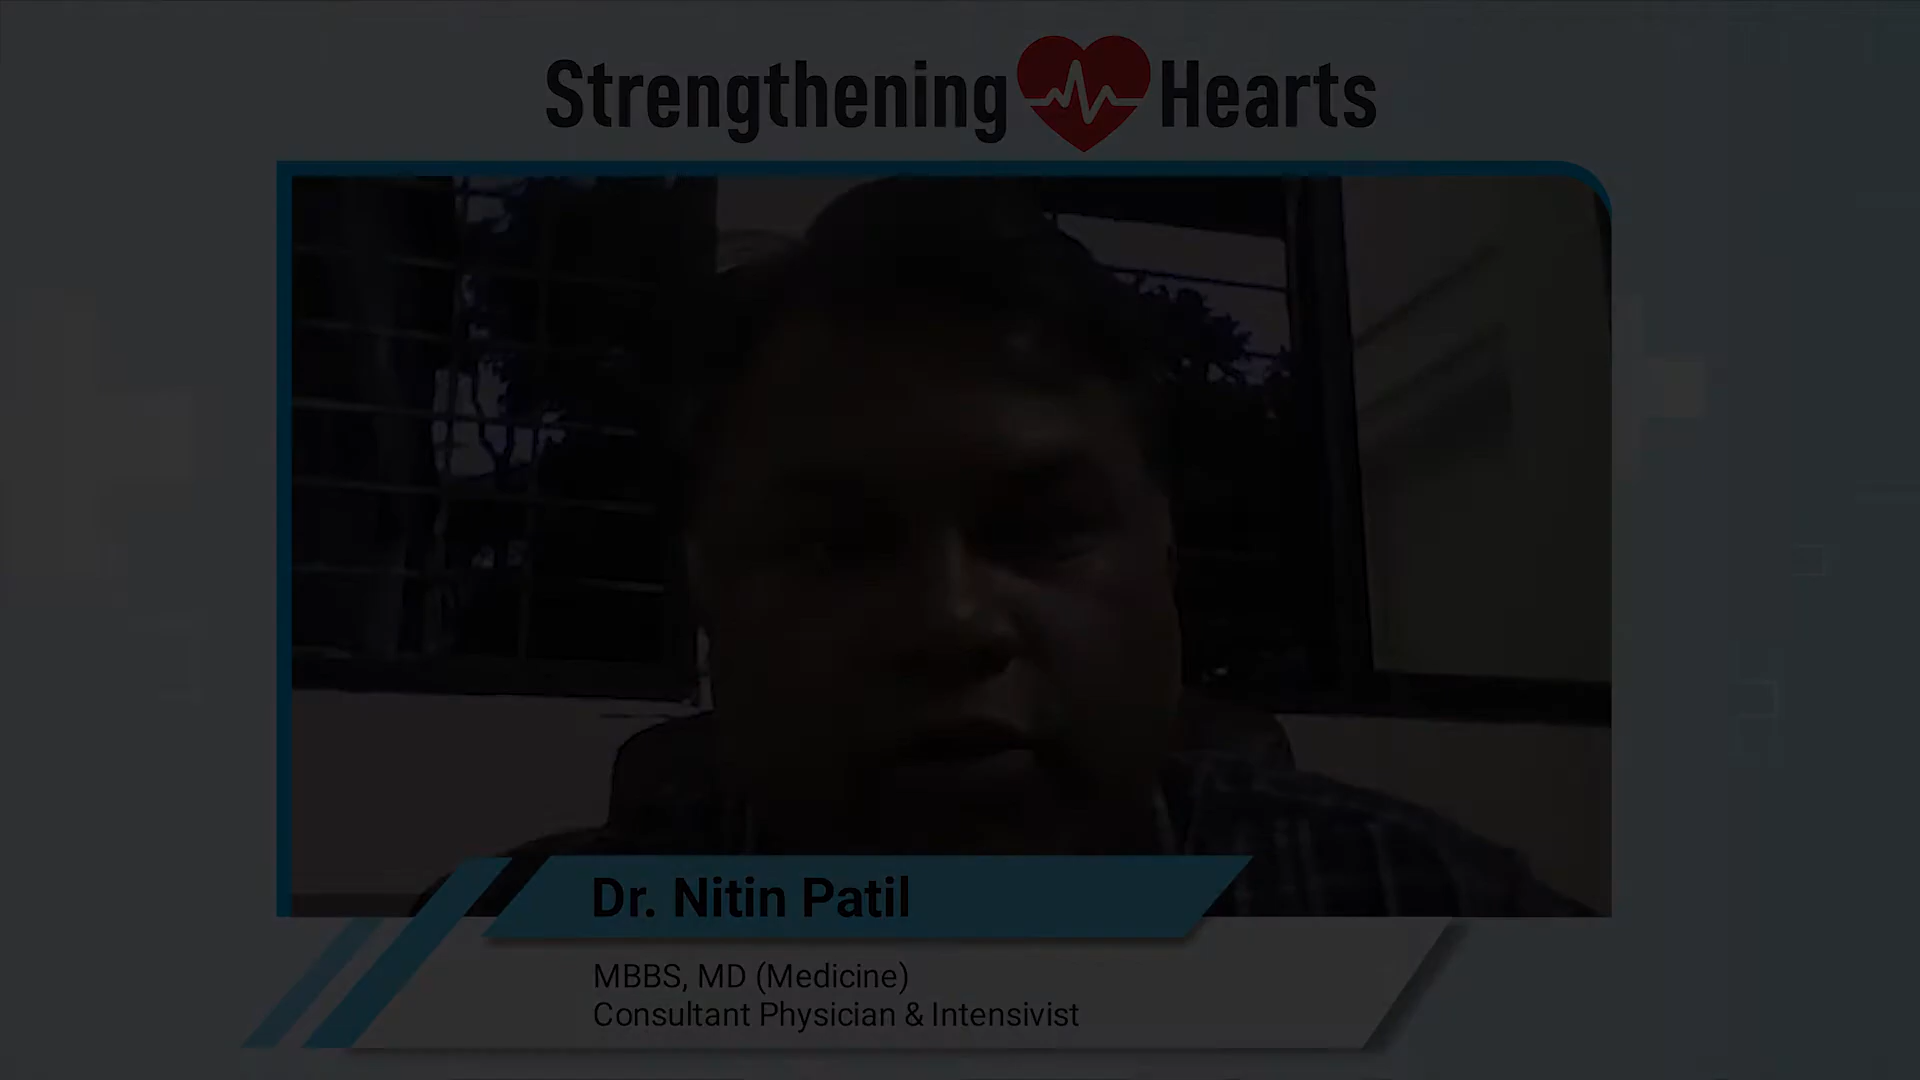 Strengthening Hearts
Dr. Nitin Patil
MBBS, MD (Medicine)
Consultant Physician & Intensivist